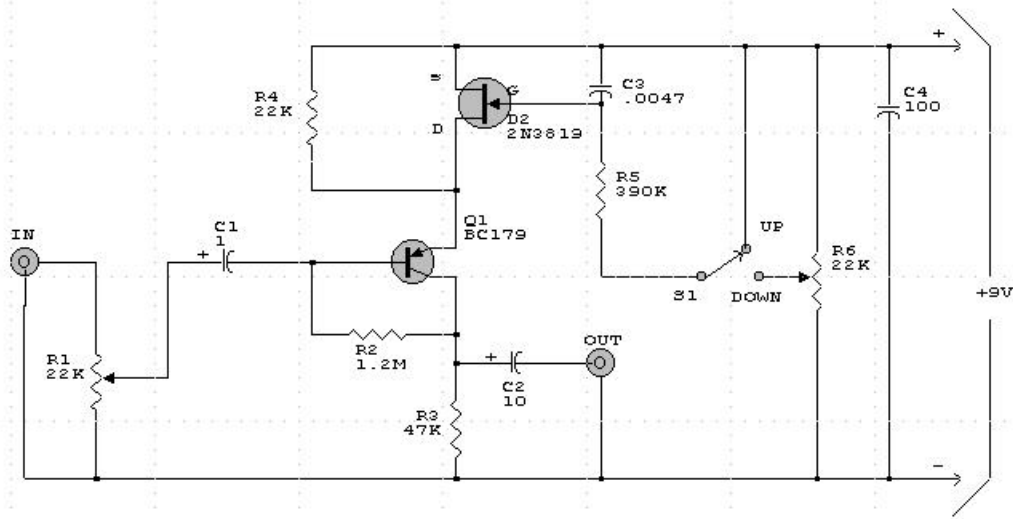 +
S
G
C3
.0047
C4
100
R4
22K
D
D2
2N3819
R5
390K
Q1
BC179
UP
IN
C1
1
+
R6
22K
S1
DOWN
+9V
R2
1.2M
OUT
R1
22K
+
C2
10
R3
47K
-